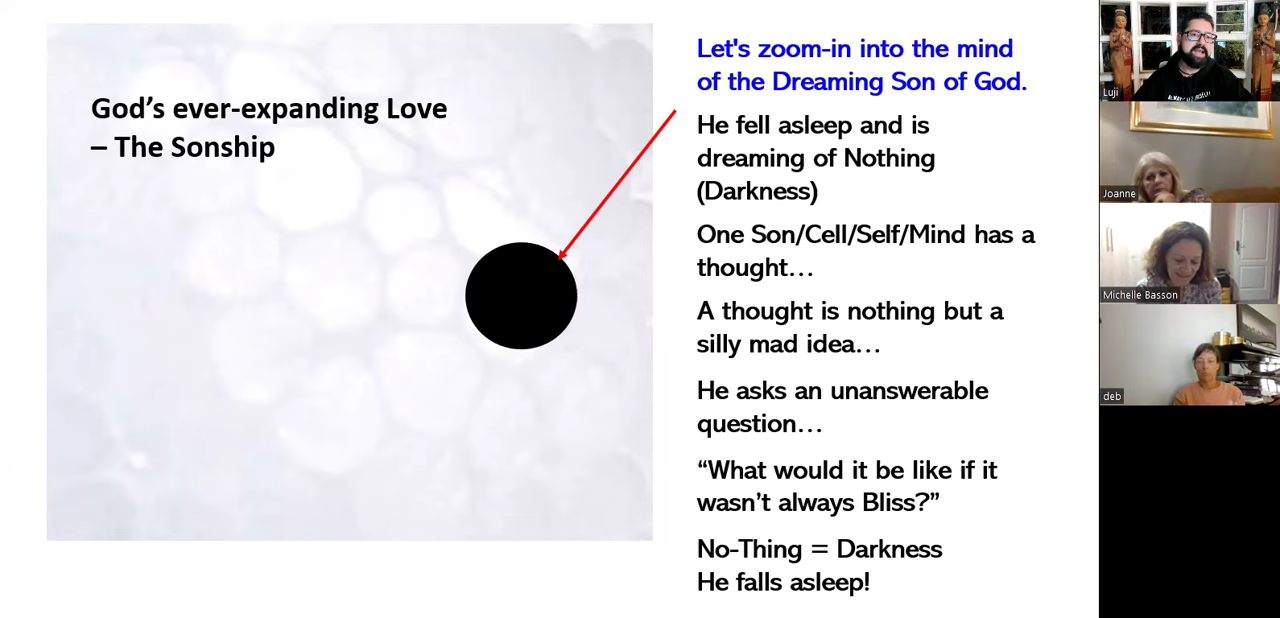 God’s ever-expanding Love
– The Sonship
Let's zoom-in into the mind
of the Dreaming Son of God.
He fell asleep and is
dreaming of Nothing
(Darkness)
One Son/Cell/Self/Mind has a
thought…
A thought is nothing but a
silly mad idea…
He asks an unanswerable
question…
“What would it be like if it
wasn’t always Bliss?”
No-Thing = Darkness
He falls asleep!
Luji
Joanne
Michelle Basson
deb